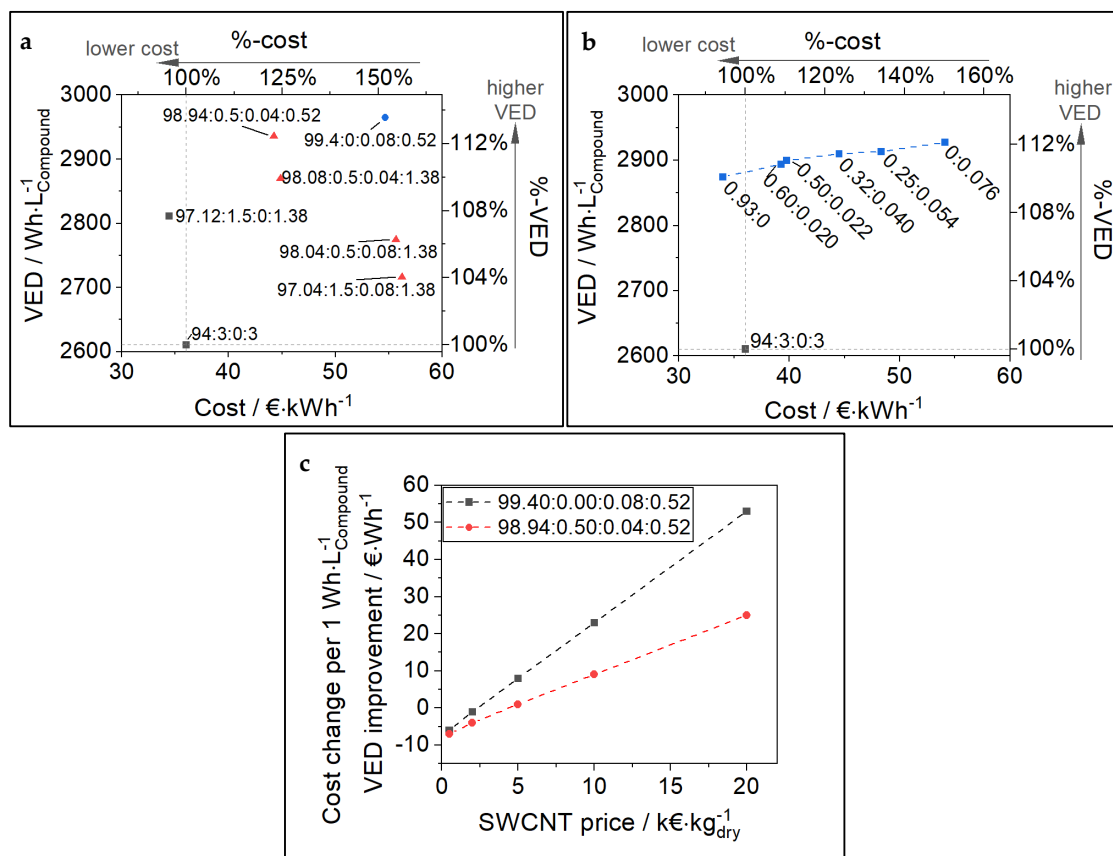 a
lower cost
%-cost
100% 125% 150%
higher
VED
3000
2900
2800
2700
2600
VED / Wh·L⁻¹Compound
98.94:0.5:0.04:0.52
99.4:0:0.08:0.52
98.08:0.5:0.04:1.38
97.12:1.5:0:1.38
98.04:0.5:0.08:1.38
97.04:1.5:0.08:1.38
94:3:0:3
112%
108%
104%
100%
%-VED
30 40 50 60
Cost / €·kWh⁻¹
b
lower cost
%-cost
100% 120% 140% 160%
higher
VED
3000
2900
2800
2700
2600
VED / Wh·L⁻¹Compound
0.93:0
0.60:0.020
0.50:0.022
0.32:0.040
0.25:0.054
0:0.076
94:3:0:3
112%
108%
104%
100%
%-VED
30 40 50 60
Cost / €·kWh⁻¹
c
Cost change per 1 Wh·L⁻¹Compound
VED improvement / €·Wh⁻¹
60
50
40
30
20
10
0
-10
99.40:0.00:0.08:0.52
98.94:0.50:0.04:0.52
0 5 10 15 20
SWCNT price / k€·kg⁻¹dry